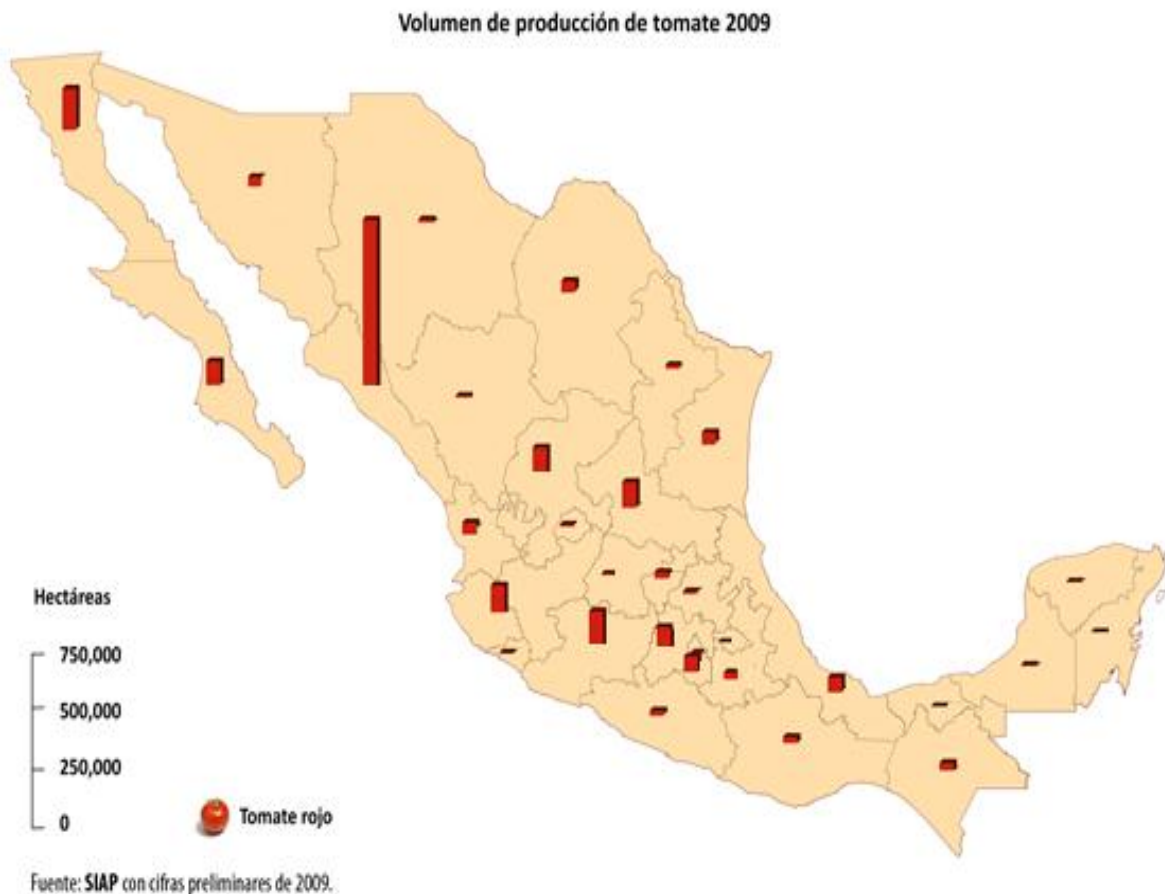 Volumen de producción de tomate 2009
Hectáreas
750,000
500,000
250,000
0
Tomate rojo
Fuente: SIAP con cifras preliminares de 2009.